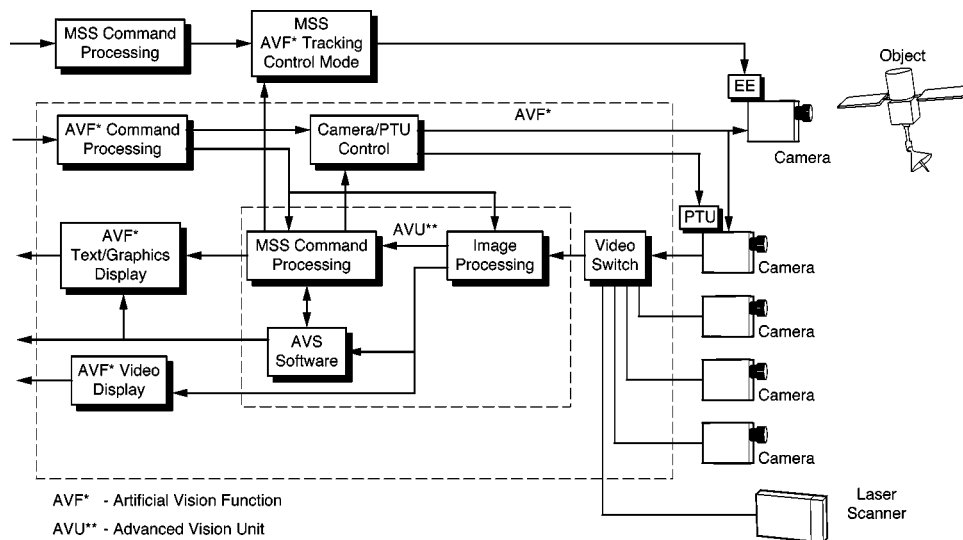 MSS Command
Processing
MSS
AVF* Tracking
Control Mode
EE
Camera
Object
AVF* Command
Processing
Camera/PTU
Control
AVF*
PTU
Camera
AVF*
Text/Graphics
Display
AVU**
MSS Command
Processing
Image
Processing
Video
Switch
Camera
AVS
Software
AVF* Video
Display
Camera
Camera
Laser
Scanner
AVF* - Artificial Vision Function
AVU** - Advanced Vision Unit